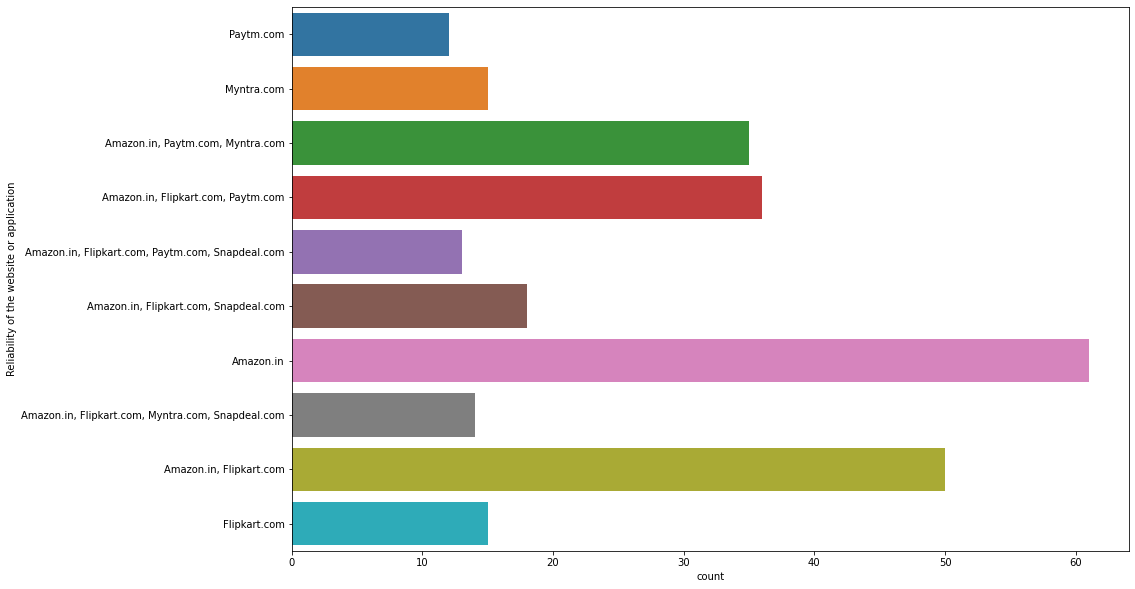 Reliability of the website or application
Paytm.com
Myntra.com
Amazon.in, Paytm.com, Myntra.com
Amazon.in, Flipkart.com, Paytm.com
Amazon.in, Flipkart.com, Paytm.com, Snapdeal.com
Amazon.in, Flipkart.com, Snapdeal.com
Amazon.in
Amazon.in, Flipkart.com, Myntra.com, Snapdeal.com
Amazon.in, Flipkart.com
Flipkart.com
0 10 20 30 40 50 60
count